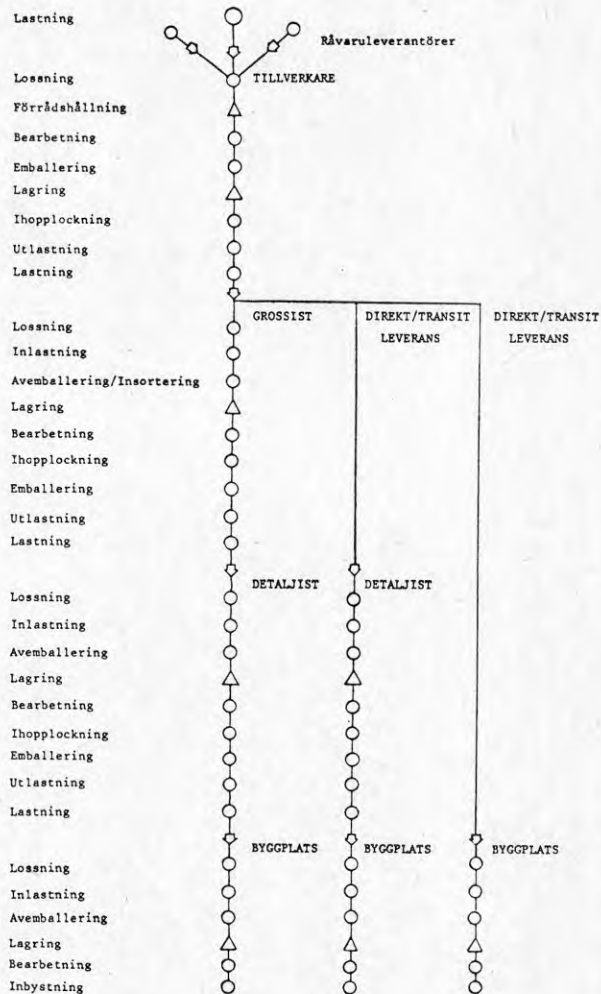 Lastning
Råvaruleverantörer
Lossning TILLVERKARE
Förrådshållning
Bearbetning
Emballering
Lagring
Ihopplockning
Utlastning
Lastning
GROSSIST DIREKT/TRANSIT DIREKT/TRANSIT
LEVERANS LEVERANS
Lossning
Inlastning
Avemballering/Insortering
Lagring
Bearbetning
Ihopplockning
Emballering
Utlastning
Lastning
DETALJIST DETALJIST
Lossning
Inlastning
Avemballering
Lagring
Bearbetning
Ihopplockning
Emballering
Utlastning
Lastning
BYGGPLATS BYGGPLATS BYGGPLATS
Lossning
Inlastning
Avemballering
Lagring
Bearbetning
Inbystning